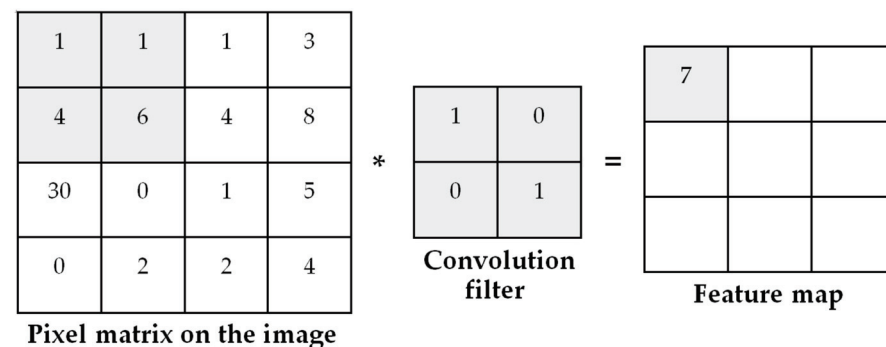 1 1 1 3
4 6 4 8
30 0 1 5
0 2 2 4
Pixel matrix on the image
*
1 0
0 1
Convolution
filter
=
7
Feature map